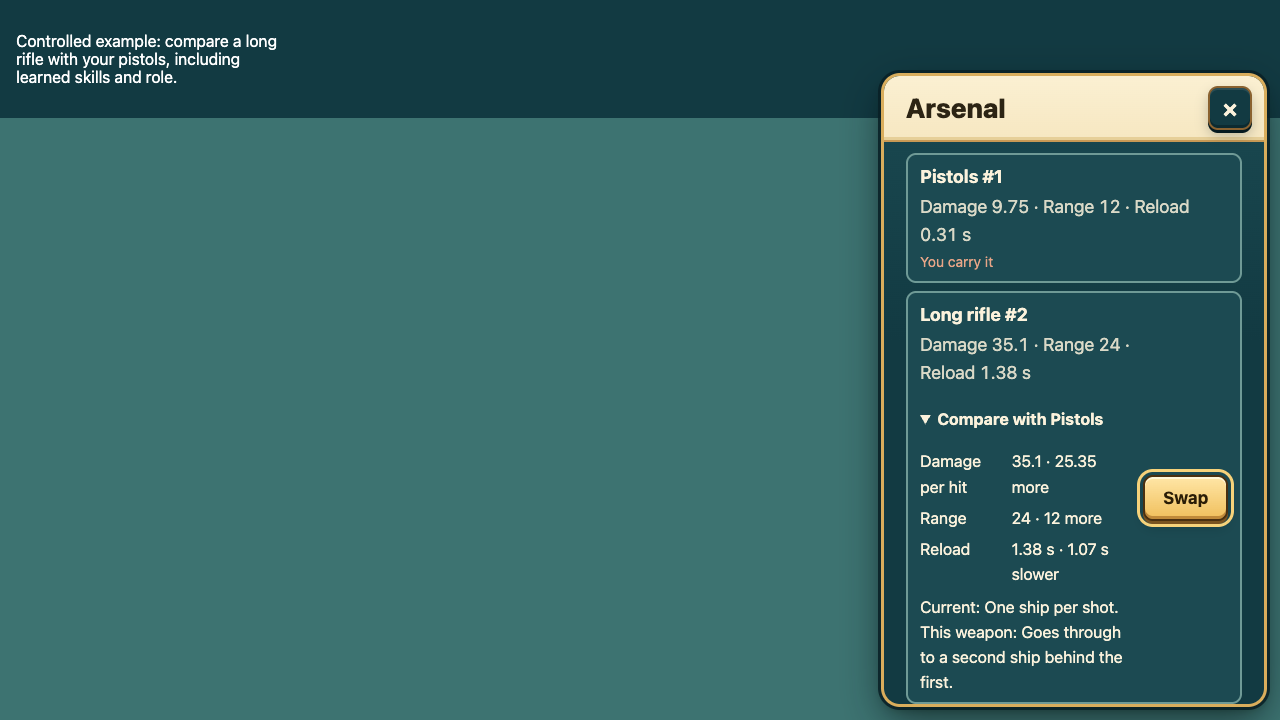 Controlled example: compare a long
rifle with your pistols, including
learned skills and role.
Arsenal
×
Pistols #1
Damage 9.75 · Range 12 · Reload
0.31 s
You carry it
Long rifle #2
Damage 35.1 · Range 24 ·
Reload 1.38 s
▼ Compare with Pistols
Damage
per hit
35.1 · 25.35
more
Range
24 · 12 more
Reload
1.38 s · 1.07 s
slower
Swap
Current: One ship per shot.
This weapon: Goes through
to a second ship behind the
first.